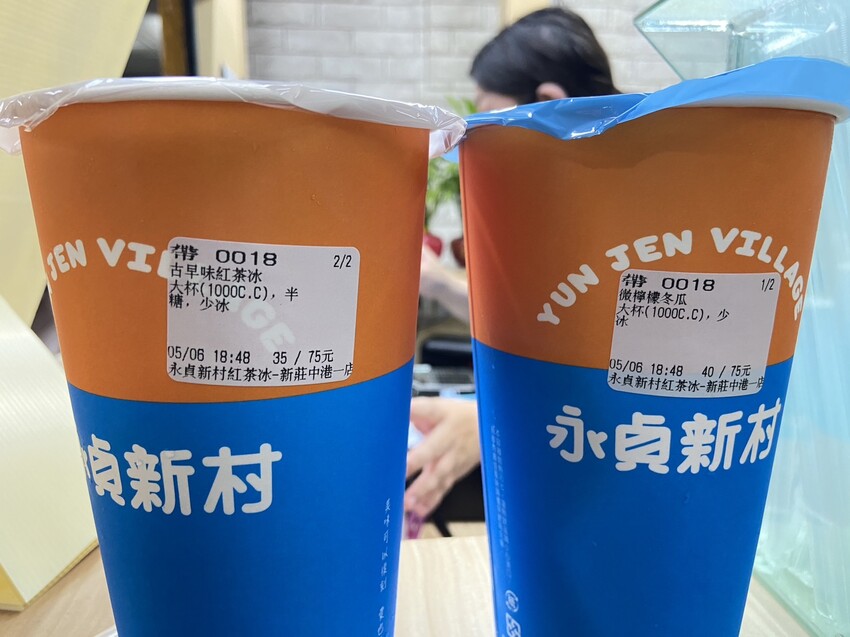 JEN VI
LAGE
帶 0018 2/2
古早味紅茶冰
大杯(1000C.C), 半
糖, 少冰
05/06 18:48 35 / 75元
永貞新村紅茶冰-新莊中港一店
貞新村
YUN JEN VILLAGE
帶 0018 1/2
微檸檬冬瓜
大杯(1000C.C), 少
冰
05/06 18:48 40 / 75元
永貞新村紅茶冰-新莊中港一店
永貞新村